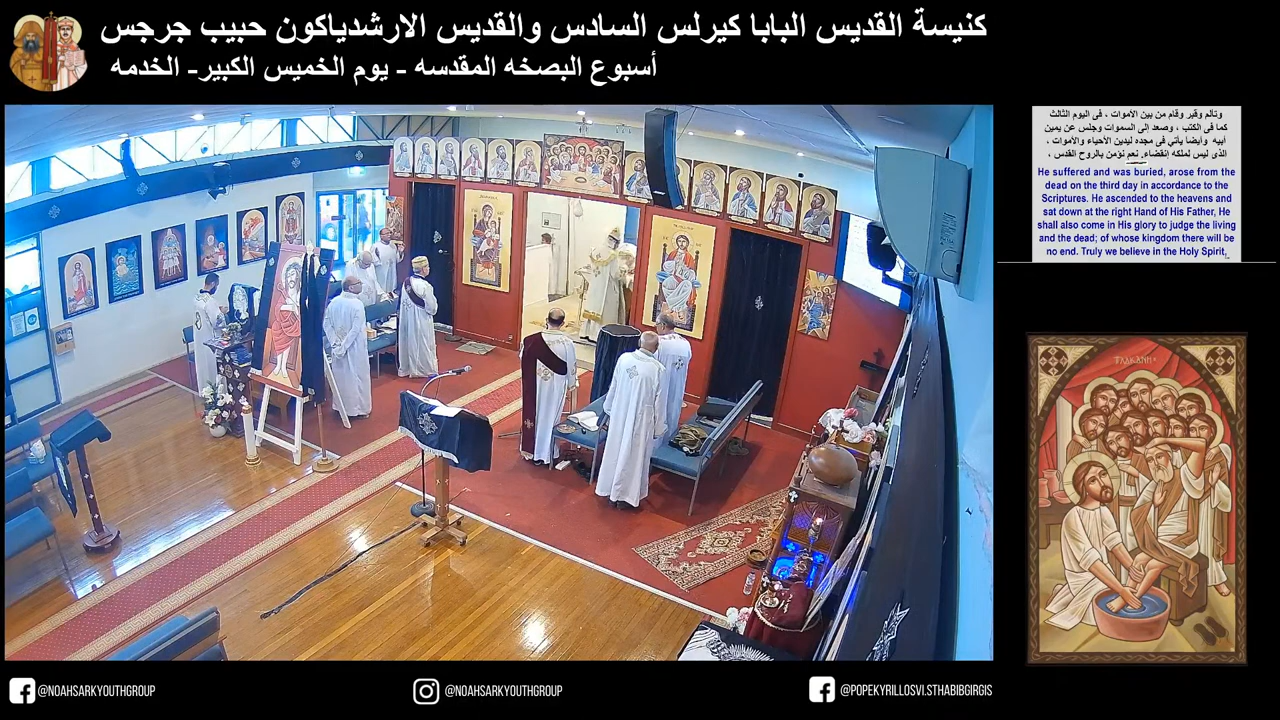 كنيسة القديس البابا كيرلس السادس والقديس الارشدياكون حبيب جرجس
أسبوع البصخه المقدسه - يوم الخميس الكبير- الخدمه
وتألم وقبر وقام من بين الأموات ، فى اليوم الثالث
كما فى الكتب ، وصعد إلى السموات وجلس عن يمين
أبيه وأيضا يأتي فى مجده ليدين الأحياء والأموات ،
الذى ليس لملكه إنقضاء. نعم نؤمن بالروح القدس ،
He suffered and was buried, arose from the
dead on the third day in accordance to the
Scriptures. He ascended to the heavens and
sat down at the right Hand of His Father, He
shall also come in His glory to judge the living
and the dead; of whose kingdom there will be
no end. Truly we believe in the Holy Spirit,
@NOAHSARKYOUTHGROUP
@NOAHSARKYOUTHGROUP
@POPEKYRILLOSVI.STHABIBGIRGIS